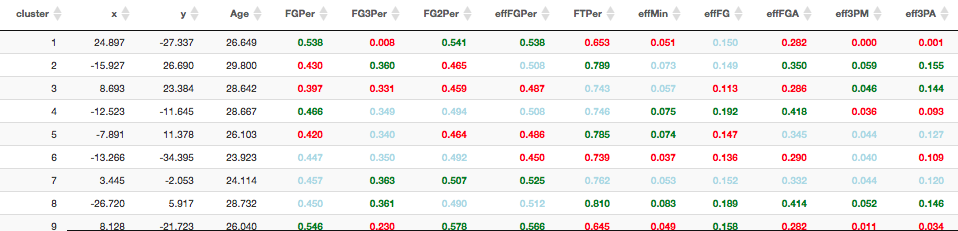 cluster x y Age FGPer FG3Per FG2Per effFGPer FTPer effMin effFG effFGA eff3PM eff3PA
1 24.897 -27.337 26.649 0.538 0.008 0.541 0.538 0.653 0.051 0.150 0.282 0.000 0.001
2 -15.927 26.690 29.800 0.430 0.360 0.465 0.508 0.789 0.073 0.149 0.350 0.059 0.155
3 8.693 23.384 28.642 0.397 0.331 0.459 0.487 0.743 0.057 0.113 0.286 0.046 0.144
4 -12.523 -11.645 28.667 0.466 0.349 0.494 0.508 0.746 0.075 0.192 0.418 0.036 0.093
5 -7.891 11.378 26.103 0.420 0.340 0.464 0.486 0.785 0.074 0.147 0.345 0.044 0.127
6 -13.266 -34.395 23.923 0.447 0.350 0.492 0.450 0.739 0.037 0.136 0.290 0.040 0.109
7 3.445 -2.053 24.114 0.457 0.363 0.507 0.525 0.762 0.053 0.152 0.332 0.044 0.120
8 -26.720 5.917 28.732 0.450 0.361 0.490 0.512 0.810 0.083 0.189 0.414 0.052 0.146
9 8.128 -21.723 26.040 0.546 0.230 0.578 0.566 0.645 0.049 0.158 0.282 0.011 0.034